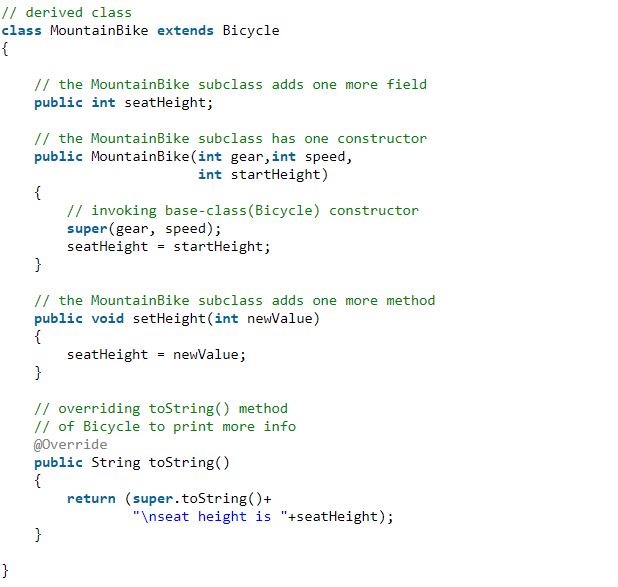 // derived class
class MountainBike extends Bicycle
{
    // the MountainBike subclass adds one more field
    public int seatHeight;
    // the MountainBike subclass has one constructor
    public MountainBike(int gear,int speed,
                        int startHeight)
    {
        // invoking base-class(Bicycle) constructor
        super(gear, speed);
        seatHeight = startHeight;
    }
    // the MountainBike subclass adds one more method
    public void setHeight(int newValue)
    {
        seatHeight = newValue;
    }
    // overriding toString() method
    // of Bicycle to print more info
    @Override
    public String toString()
    {
        return (super.toString()+
                "\nseat height is "+seatHeight);
    }
}